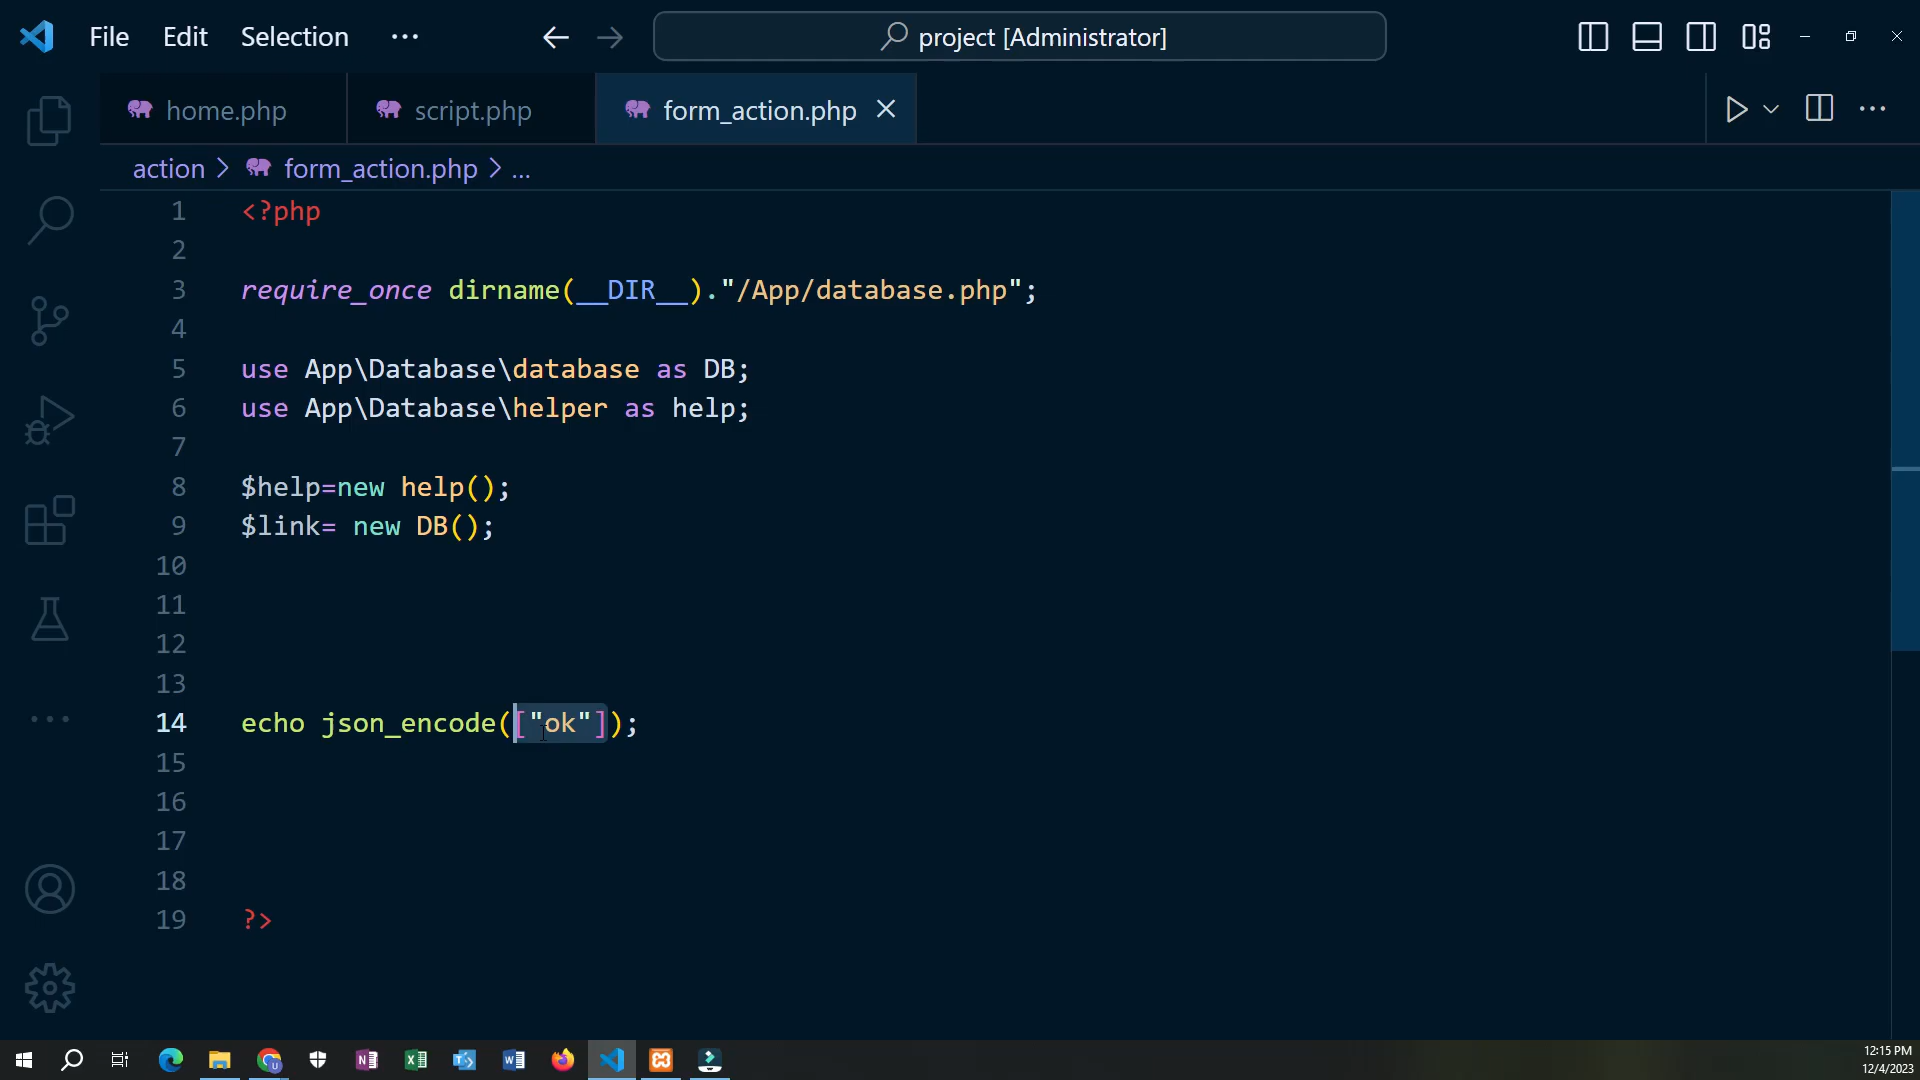 File Edit Selection ··· project [Administrator]
home.php script.php form_action.php
action > form_action.php > ...
1 <?php
2
3 require_once dirname(__DIR__)."/App/database.php";
4
5 use App\Database\database as DB;
6 use App\Database\helper as help;
7
8 $help=new help();
9 $link= new DB();
10
11
12
13
14 echo json_encode(["ok"]);
15
16
17
18
19 ?>
12:15 PM
12/4/2023